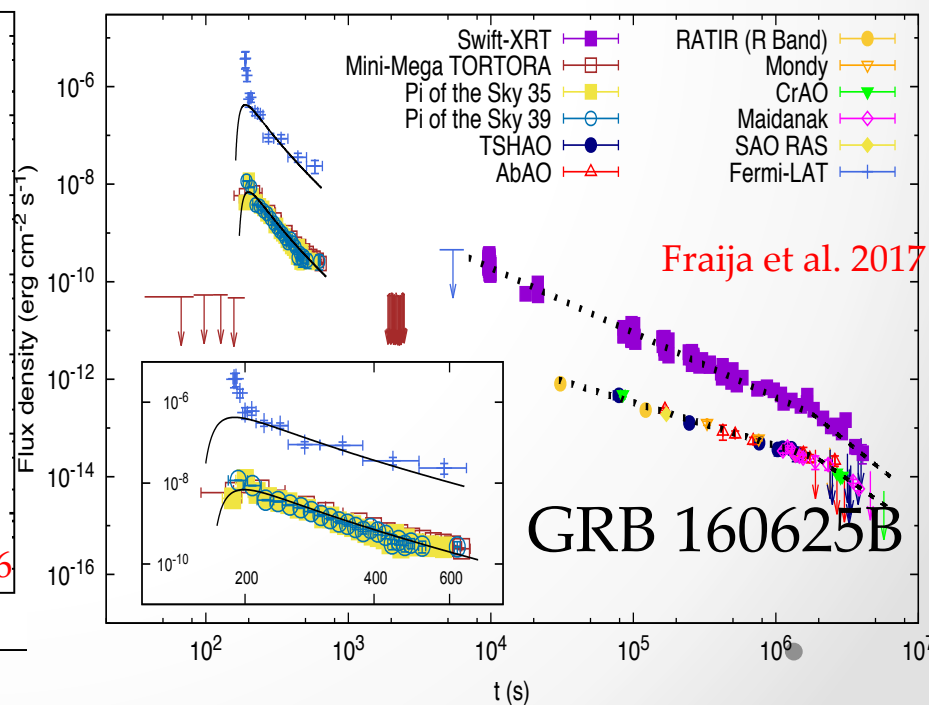 Swift-XRT
Mini-Mega TORTORA
Pi of the Sky 35
Pi of the Sky 39
TSHAO
AbAO
RATIR (R Band)
Mondy
CrAO
Maidanak
SAO RAS
Fermi-LAT
Flux density (erg cm-2 s-1)
10-6
10-8
10-10
10-12
10-14
10-16
Fraija et al. 2017
10-6
10-8
10-10
200
400
600
GRB 160625B
6
102
103
104
105
106
107
t (s)